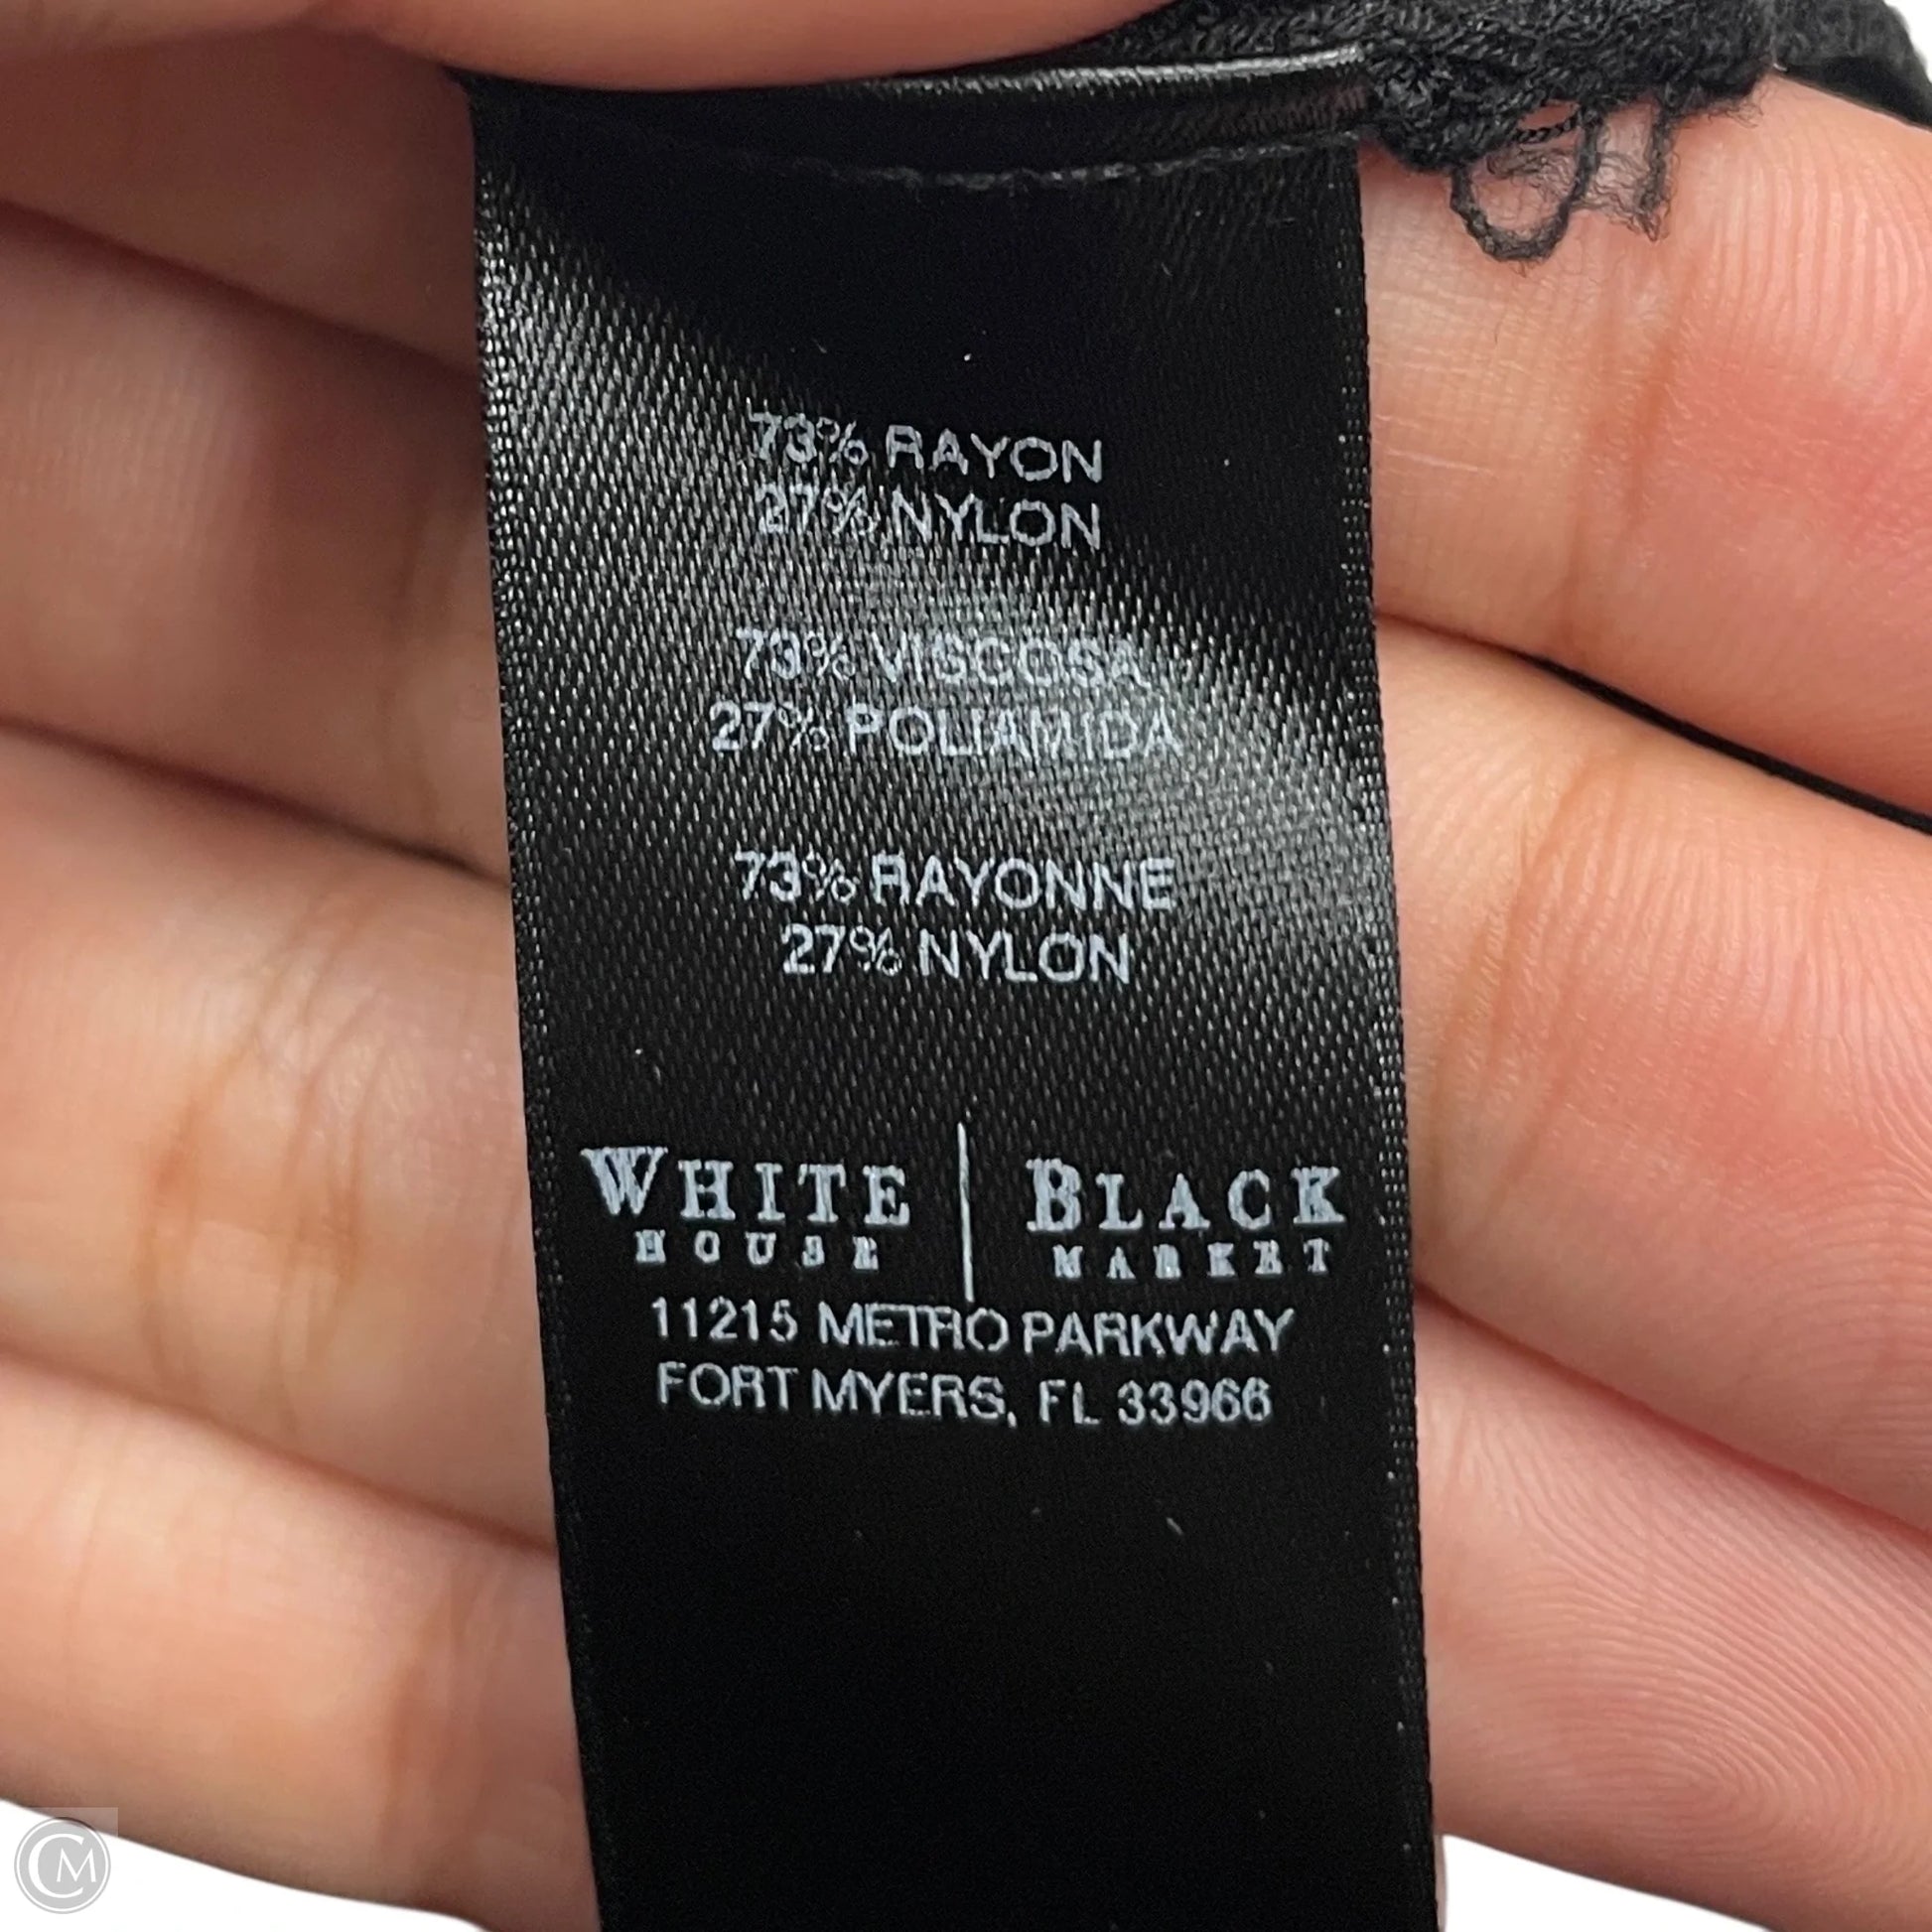 73% RAYON
27% NYLON
73% VISCOSA
27% POLIAMIDA
73% RAYONNE
27% NYLON
WHITE HOUSE | BLACK MARKET
11215 METRO PARKWAY
FORT MYERS, FL 33966
CM